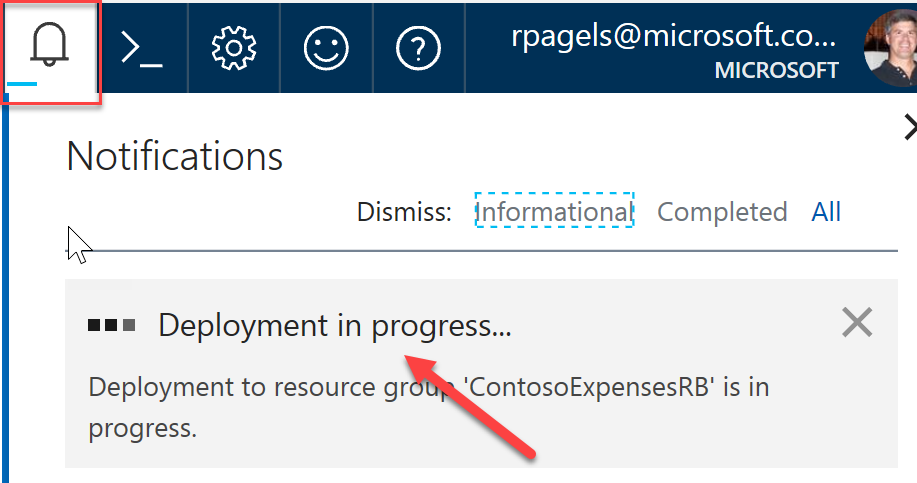 rpagels@microsoft.co...
MICROSOFT
Notifications
Dismiss: Informational Completed All
Deployment in progress...
Deployment to resource group 'ContosoExpensesRB' is in
progress.